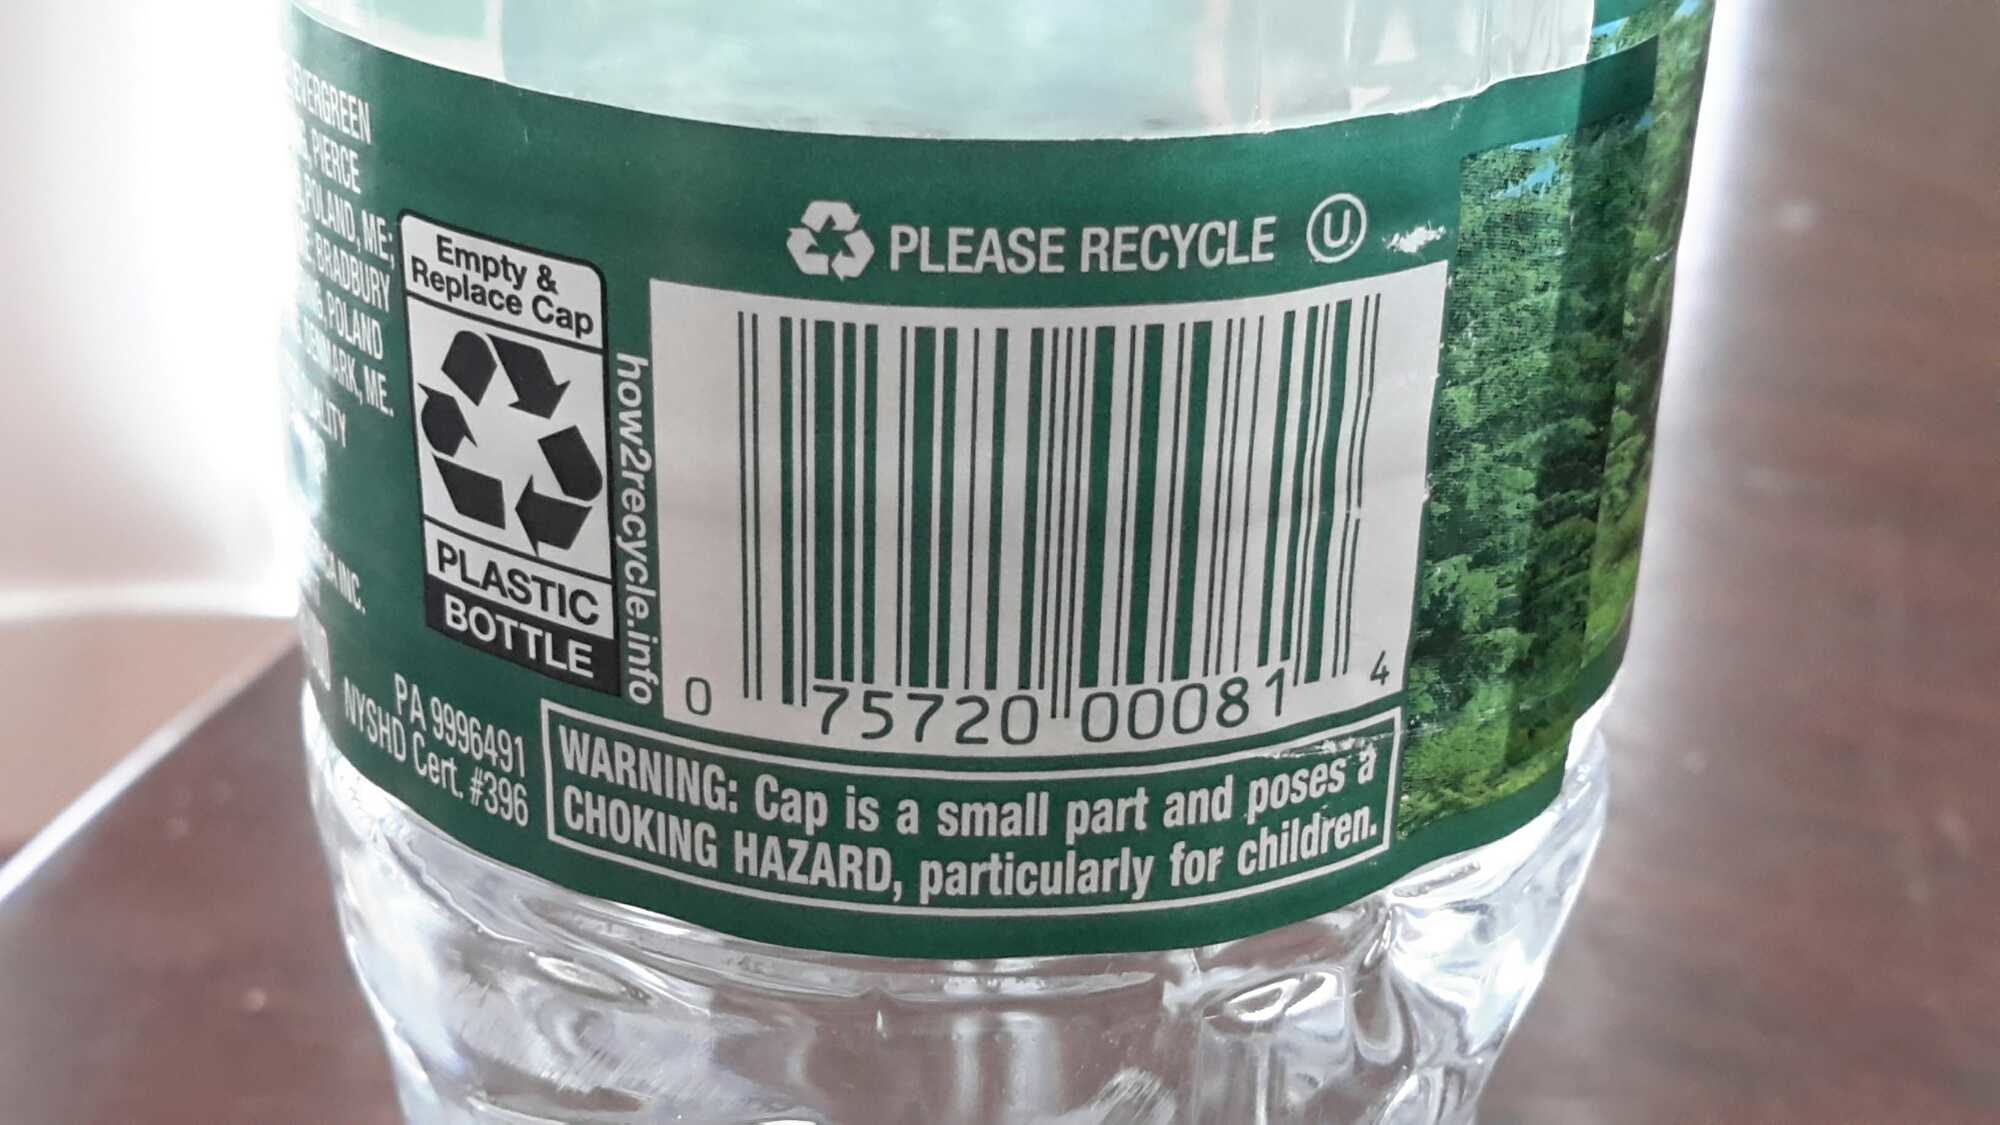 EVERGREEN
PIERCE
POLAND, ME;
BRADBURY
POLAND
DENMARK, ME.
INC.
PA 9996491
NYSHD Cert. #396
Empty &
Replace Cap
PLASTIC
BOTTLE
how2recycle.info
PLEASE RECYCLE U
0 75720 00081 4
WARNING: Cap is a small part and poses a
CHOKING HAZARD, particularly for children.